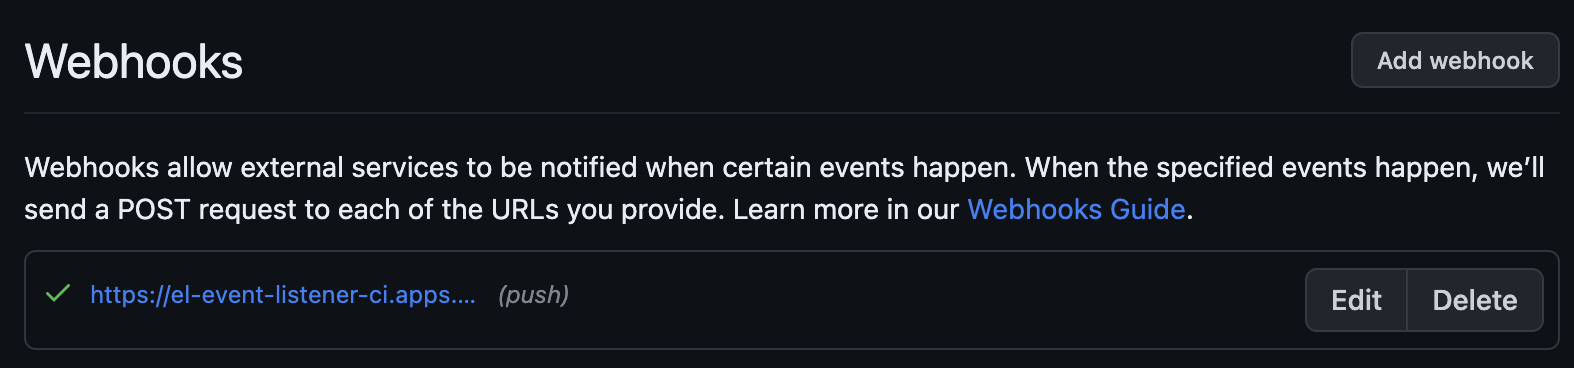 Webhooks
Add webhook
Webhooks allow external services to be notified when certain events happen. When the specified events happen, we’ll
send a POST request to each of the URLs you provide. Learn more in our Webhooks Guide.
https://el-event-listener-ci.apps.... (push)
Edit
Delete